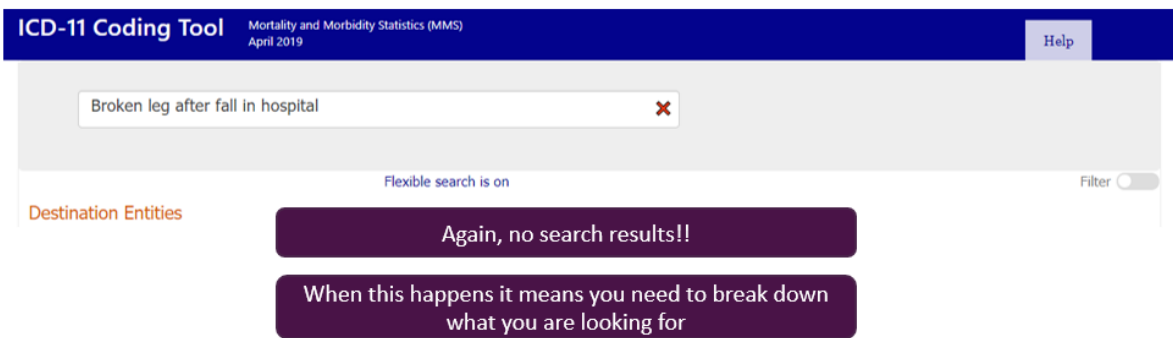 ICD-11 Coding Tool
Mortality and Morbidity Statistics (MMS)
April 2019
Help
Broken leg after fall in hospital
Flexible search is on
Filter
Destination Entities
Again, no search results!!
When this happens it means you need to break down
what you are looking for